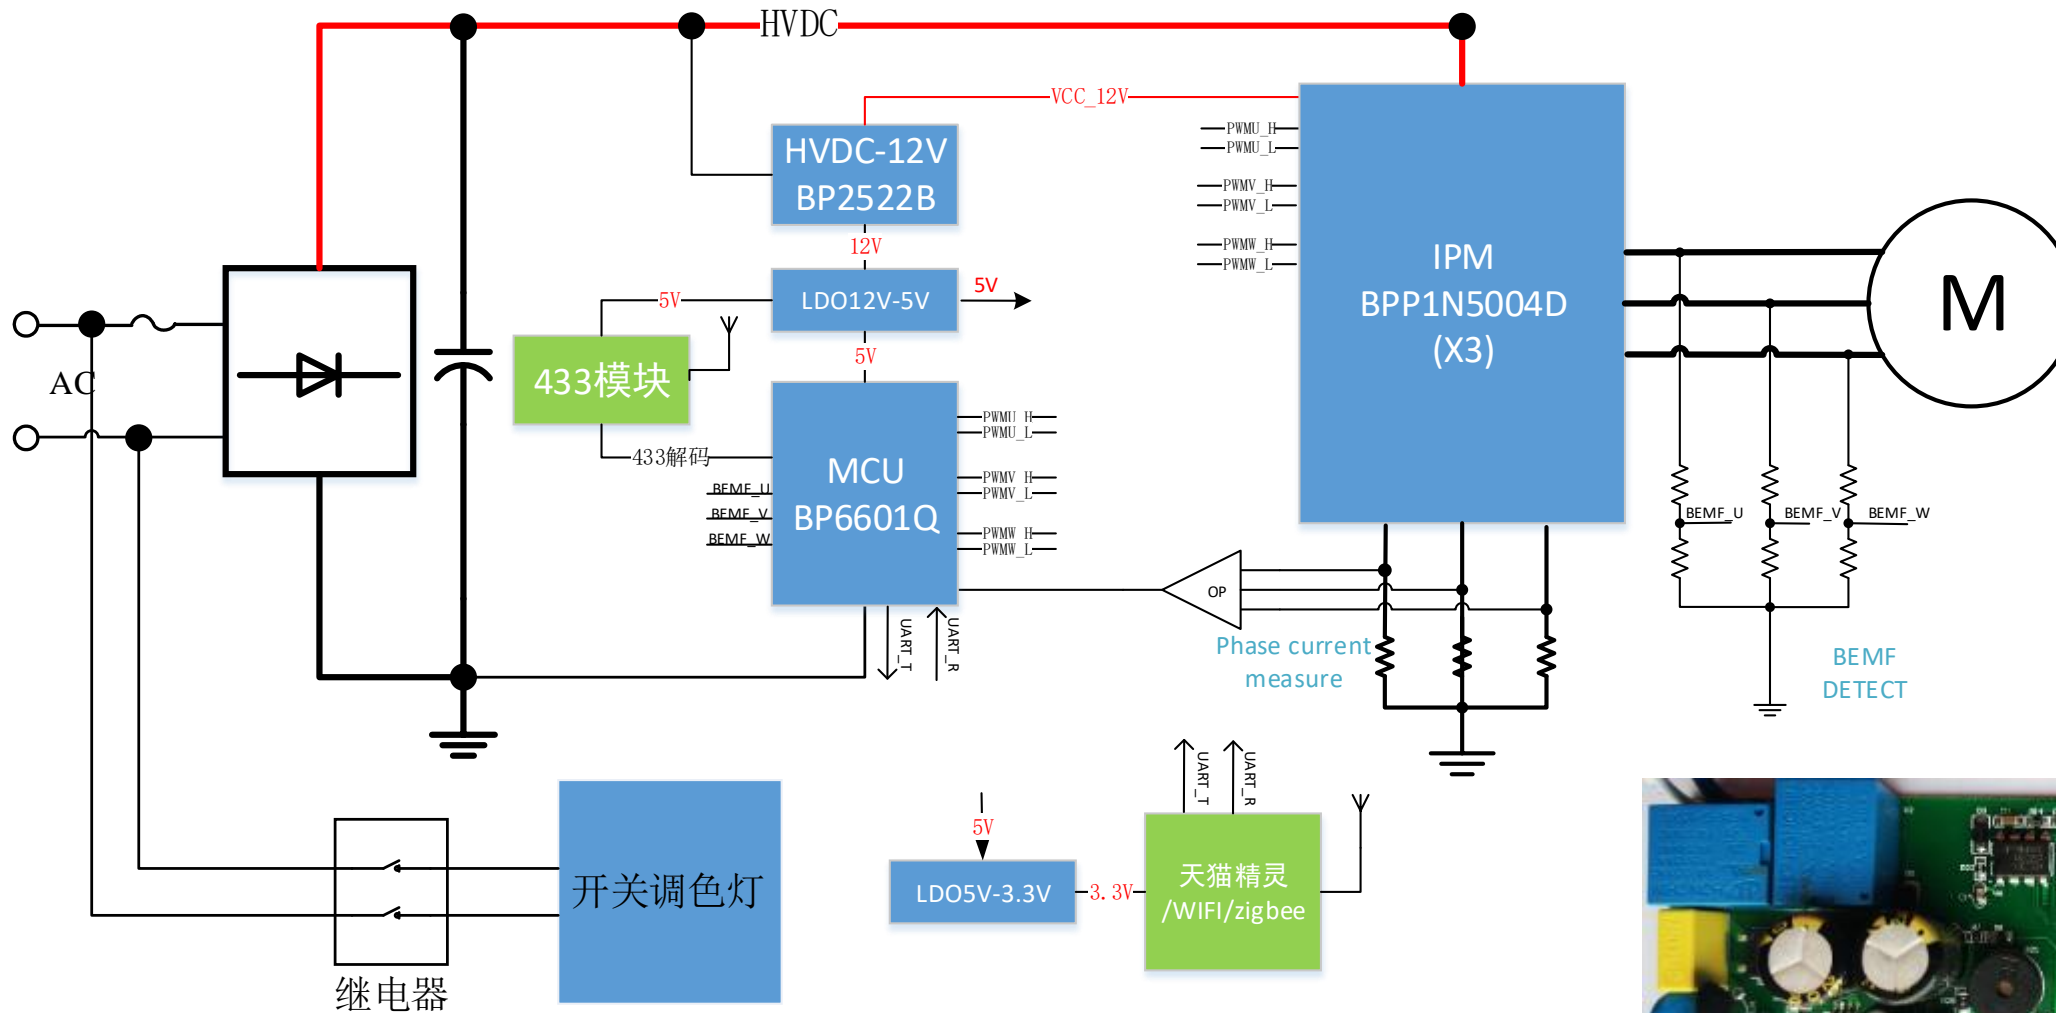 HVDC
VCC_12V
HVDC-12V
BP2522B
12V
LDO12V-5V
5V
5V
5V
433模块
433解码
MCU
BP6601Q
BEMF_U
BEMF_V
BEMF_W
PWMU_H
PWMU_L
PWMV_H
PWMV_L
PWMW_H
PWMW_L
UART_T
UART_R
AC
PWMU_H
PWMU_L
PWMV_H
PWMV_L
PWMW_H
PWMW_L
IPM
BPP1N5004D
(X3)
M
OP
Phase current
measure
BEMF_U
BEMF_V
BEMF_W
BEMF
DETECT
继电器
开关调色灯
5V
LDO5V-3.3V
3.3V
UART_T
UART_R
天猫精灵
/WIFI/zigbee